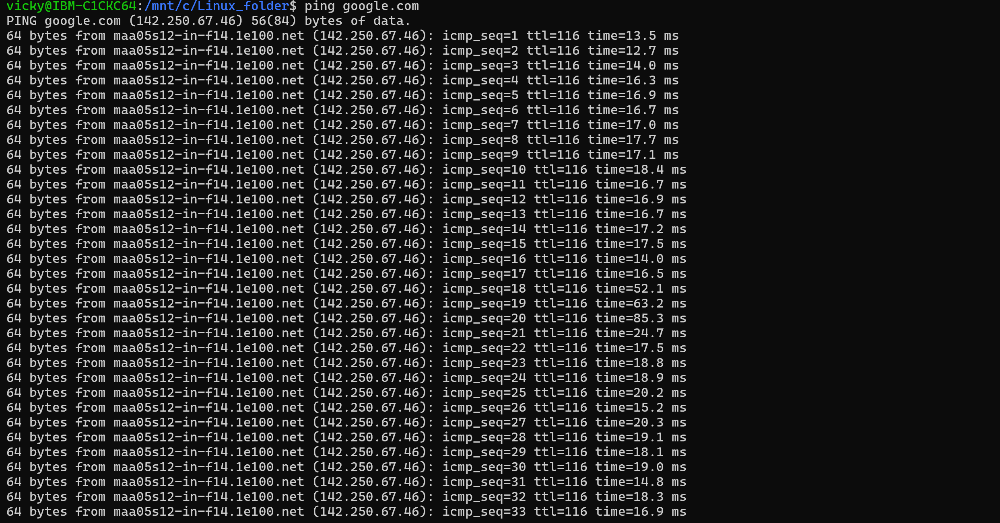 vicky@IBM-C1CKC64:/mnt/c/Linux_folder$ ping google.com
PING google.com (142.250.67.46) 56(84) bytes of data.
64 bytes from maa05s12-in-f14.1e100.net (142.250.67.46): icmp_seq=1 ttl=116 time=13.5 ms
64 bytes from maa05s12-in-f14.1e100.net (142.250.67.46): icmp_seq=2 ttl=116 time=12.7 ms
64 bytes from maa05s12-in-f14.1e100.net (142.250.67.46): icmp_seq=3 ttl=116 time=14.0 ms
64 bytes from maa05s12-in-f14.1e100.net (142.250.67.46): icmp_seq=4 ttl=116 time=16.3 ms
64 bytes from maa05s12-in-f14.1e100.net (142.250.67.46): icmp_seq=5 ttl=116 time=16.9 ms
64 bytes from maa05s12-in-f14.1e100.net (142.250.67.46): icmp_seq=6 ttl=116 time=16.7 ms
64 bytes from maa05s12-in-f14.1e100.net (142.250.67.46): icmp_seq=7 ttl=116 time=17.0 ms
64 bytes from maa05s12-in-f14.1e100.net (142.250.67.46): icmp_seq=8 ttl=116 time=17.7 ms
64 bytes from maa05s12-in-f14.1e100.net (142.250.67.46): icmp_seq=9 ttl=116 time=17.1 ms
64 bytes from maa05s12-in-f14.1e100.net (142.250.67.46): icmp_seq=10 ttl=116 time=18.4 ms
64 bytes from maa05s12-in-f14.1e100.net (142.250.67.46): icmp_seq=11 ttl=116 time=16.7 ms
64 bytes from maa05s12-in-f14.1e100.net (142.250.67.46): icmp_seq=12 ttl=116 time=16.9 ms
64 bytes from maa05s12-in-f14.1e100.net (142.250.67.46): icmp_seq=13 ttl=116 time=16.7 ms
64 bytes from maa05s12-in-f14.1e100.net (142.250.67.46): icmp_seq=14 ttl=116 time=17.2 ms
64 bytes from maa05s12-in-f14.1e100.net (142.250.67.46): icmp_seq=15 ttl=116 time=17.5 ms
64 bytes from maa05s12-in-f14.1e100.net (142.250.67.46): icmp_seq=16 ttl=116 time=14.0 ms
64 bytes from maa05s12-in-f14.1e100.net (142.250.67.46): icmp_seq=17 ttl=116 time=16.5 ms
64 bytes from maa05s12-in-f14.1e100.net (142.250.67.46): icmp_seq=18 ttl=116 time=52.1 ms
64 bytes from maa05s12-in-f14.1e100.net (142.250.67.46): icmp_seq=19 ttl=116 time=63.2 ms
64 bytes from maa05s12-in-f14.1e100.net (142.250.67.46): icmp_seq=20 ttl=116 time=85.3 ms
64 bytes from maa05s12-in-f14.1e100.net (142.250.67.46): icmp_seq=21 ttl=116 time=24.7 ms
64 bytes from maa05s12-in-f14.1e100.net (142.250.67.46): icmp_seq=22 ttl=116 time=17.5 ms
64 bytes from maa05s12-in-f14.1e100.net (142.250.67.46): icmp_seq=23 ttl=116 time=18.8 ms
64 bytes from maa05s12-in-f14.1e100.net (142.250.67.46): icmp_seq=24 ttl=116 time=18.9 ms
64 bytes from maa05s12-in-f14.1e100.net (142.250.67.46): icmp_seq=25 ttl=116 time=20.2 ms
64 bytes from maa05s12-in-f14.1e100.net (142.250.67.46): icmp_seq=26 ttl=116 time=15.2 ms
64 bytes from maa05s12-in-f14.1e100.net (142.250.67.46): icmp_seq=27 ttl=116 time=20.3 ms
64 bytes from maa05s12-in-f14.1e100.net (142.250.67.46): icmp_seq=28 ttl=116 time=19.1 ms
64 bytes from maa05s12-in-f14.1e100.net (142.250.67.46): icmp_seq=29 ttl=116 time=18.1 ms
64 bytes from maa05s12-in-f14.1e100.net (142.250.67.46): icmp_seq=30 ttl=116 time=19.0 ms
64 bytes from maa05s12-in-f14.1e100.net (142.250.67.46): icmp_seq=31 ttl=116 time=14.8 ms
64 bytes from maa05s12-in-f14.1e100.net (142.250.67.46): icmp_seq=32 ttl=116 time=18.3 ms
64 bytes from maa05s12-in-f14.1e100.net (142.250.67.46): icmp_seq=33 ttl=116 time=16.9 ms